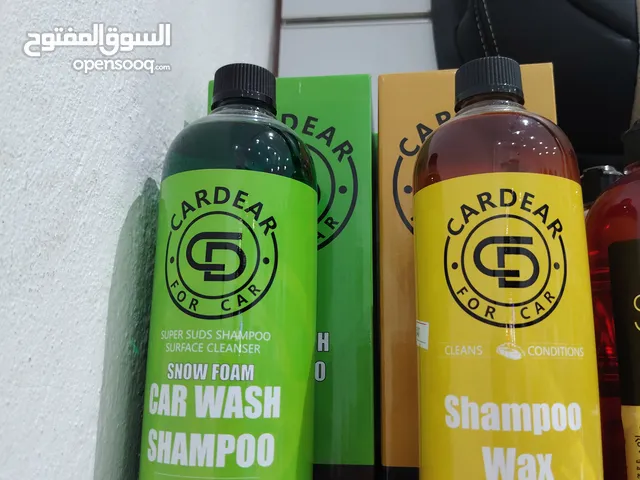 السوق المفتوح
opensooq.com
CARDEAR
FOR CAR
SUPER SUDS SHAMPOO
SURFACE CLEANSER
SNOW FOAM
CAR WASH
SHAMPOO
CARDEAR
CARDEAR
FOR CAR
CLEANS CONDITIONS
Shampoo
Wax